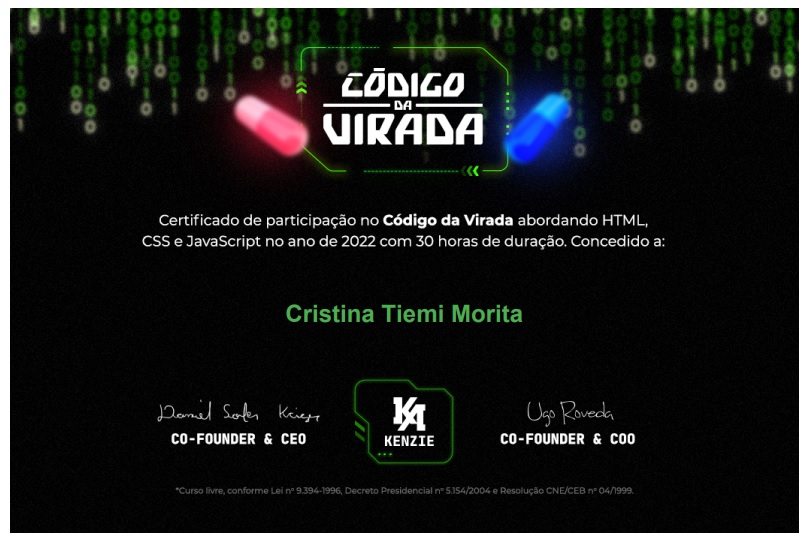 CÓDIGO
DA
VIRADA
Certificado de participação no Código da Virada abordando HTML,
CSS e JavaScript no ano de 2022 com 30 horas de duração. Concedido a:
Cristina Tiemi Morita
Ugo Roveda
CO-FOUNDER & CEO
KENZIE
CO-FOUNDER & COO
*Curso livre, conforme Lei nº 9.394-1996, Decreto Presidencial nº 5.154/2004 e Resolução CNE/CEB nº 04/1999.